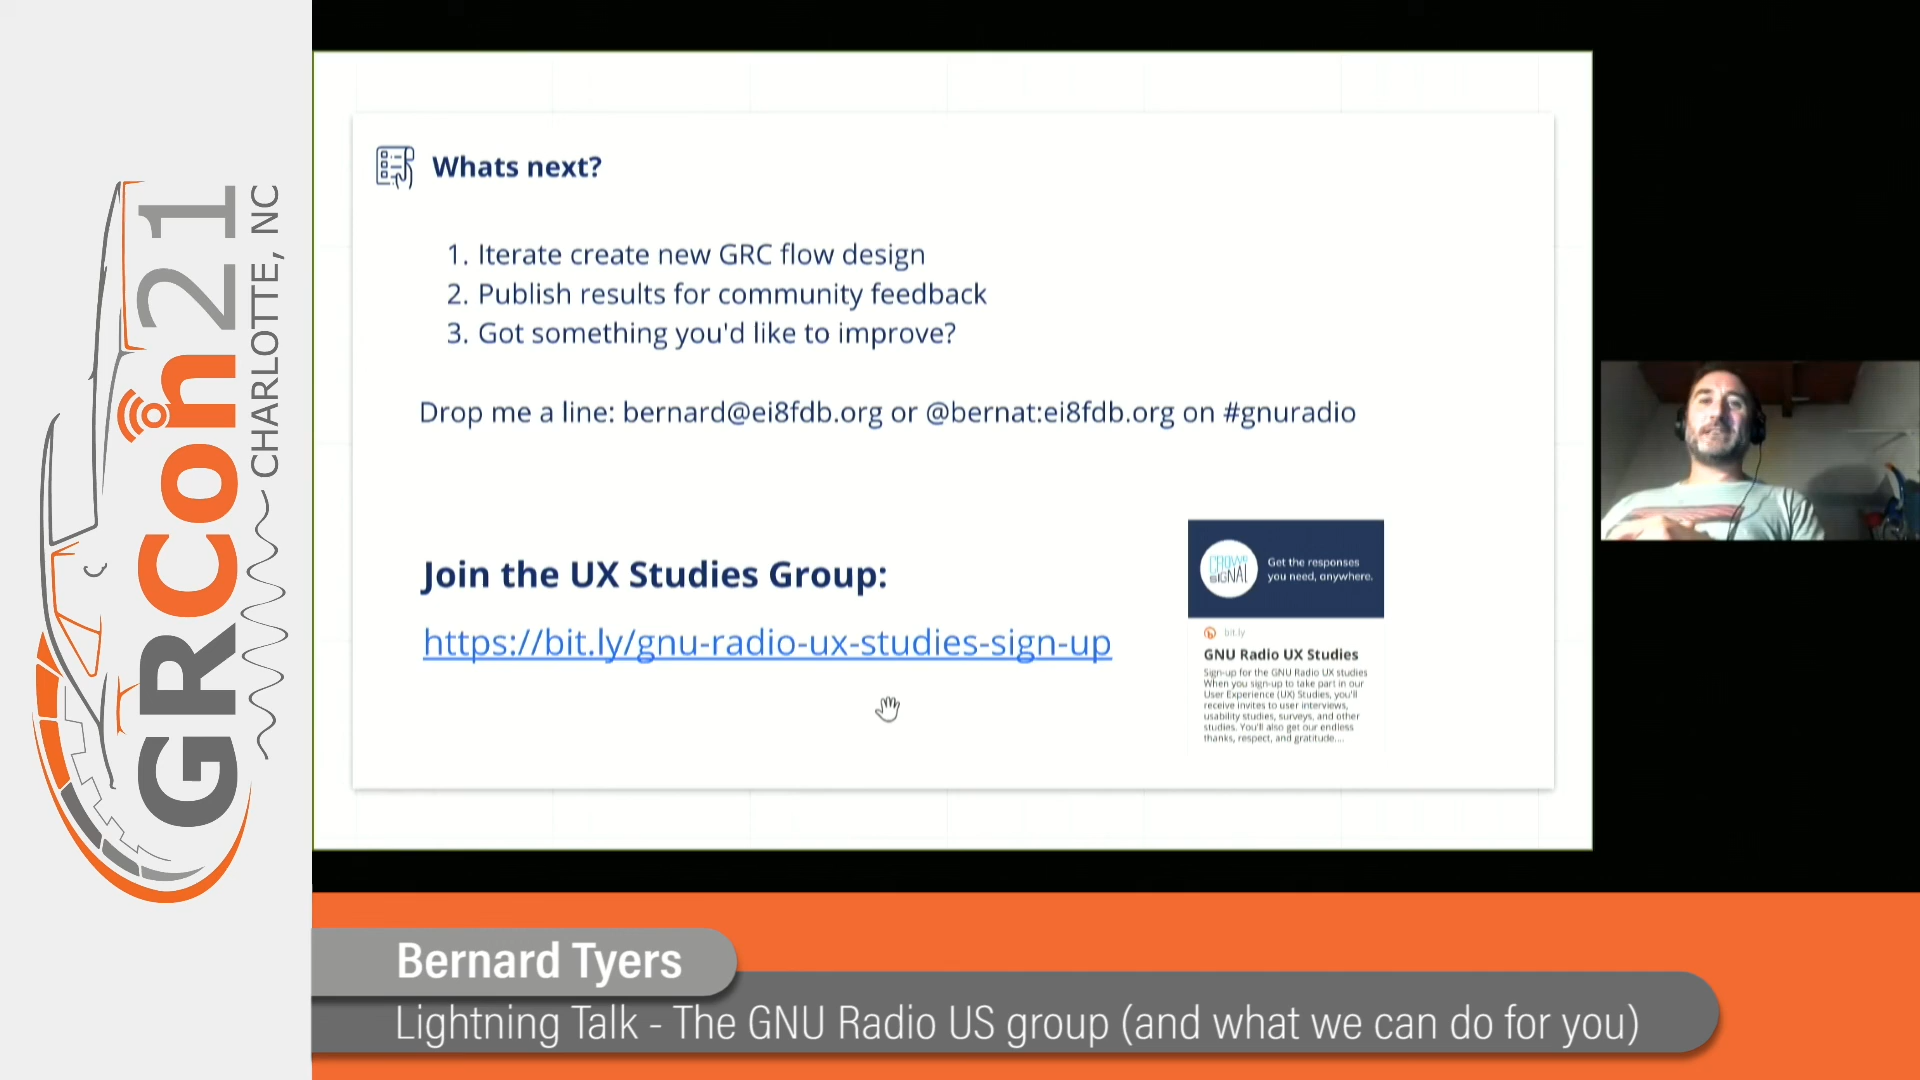 GRCon21
CHARLOTTE, NC
Whats next?
1. Iterate create new GRC flow design
2. Publish results for community feedback
3. Got something you'd like to improve?
Drop me a line: bernard@ei8fdb.org or @bernat:ei8fdb.org on #gnuradio
Join the UX Studies Group:
https://bit.ly/gnu-radio-ux-studies-sign-up
CROWD
SIGNAL
Get the responses
you need, anywhere.
bit.ly
GNU Radio UX Studies
Sign-up for the GNU Radio UX studies
When you sign-up to take part in our
User Experience (UX) Studies, you'll
receive invites to user interviews,
usability studies, surveys, and other
studies. You'll also get our endless
thanks, respect, and gratitude....
Bernard Tyers
Lightning Talk - The GNU Radio US group (and what we can do for you)